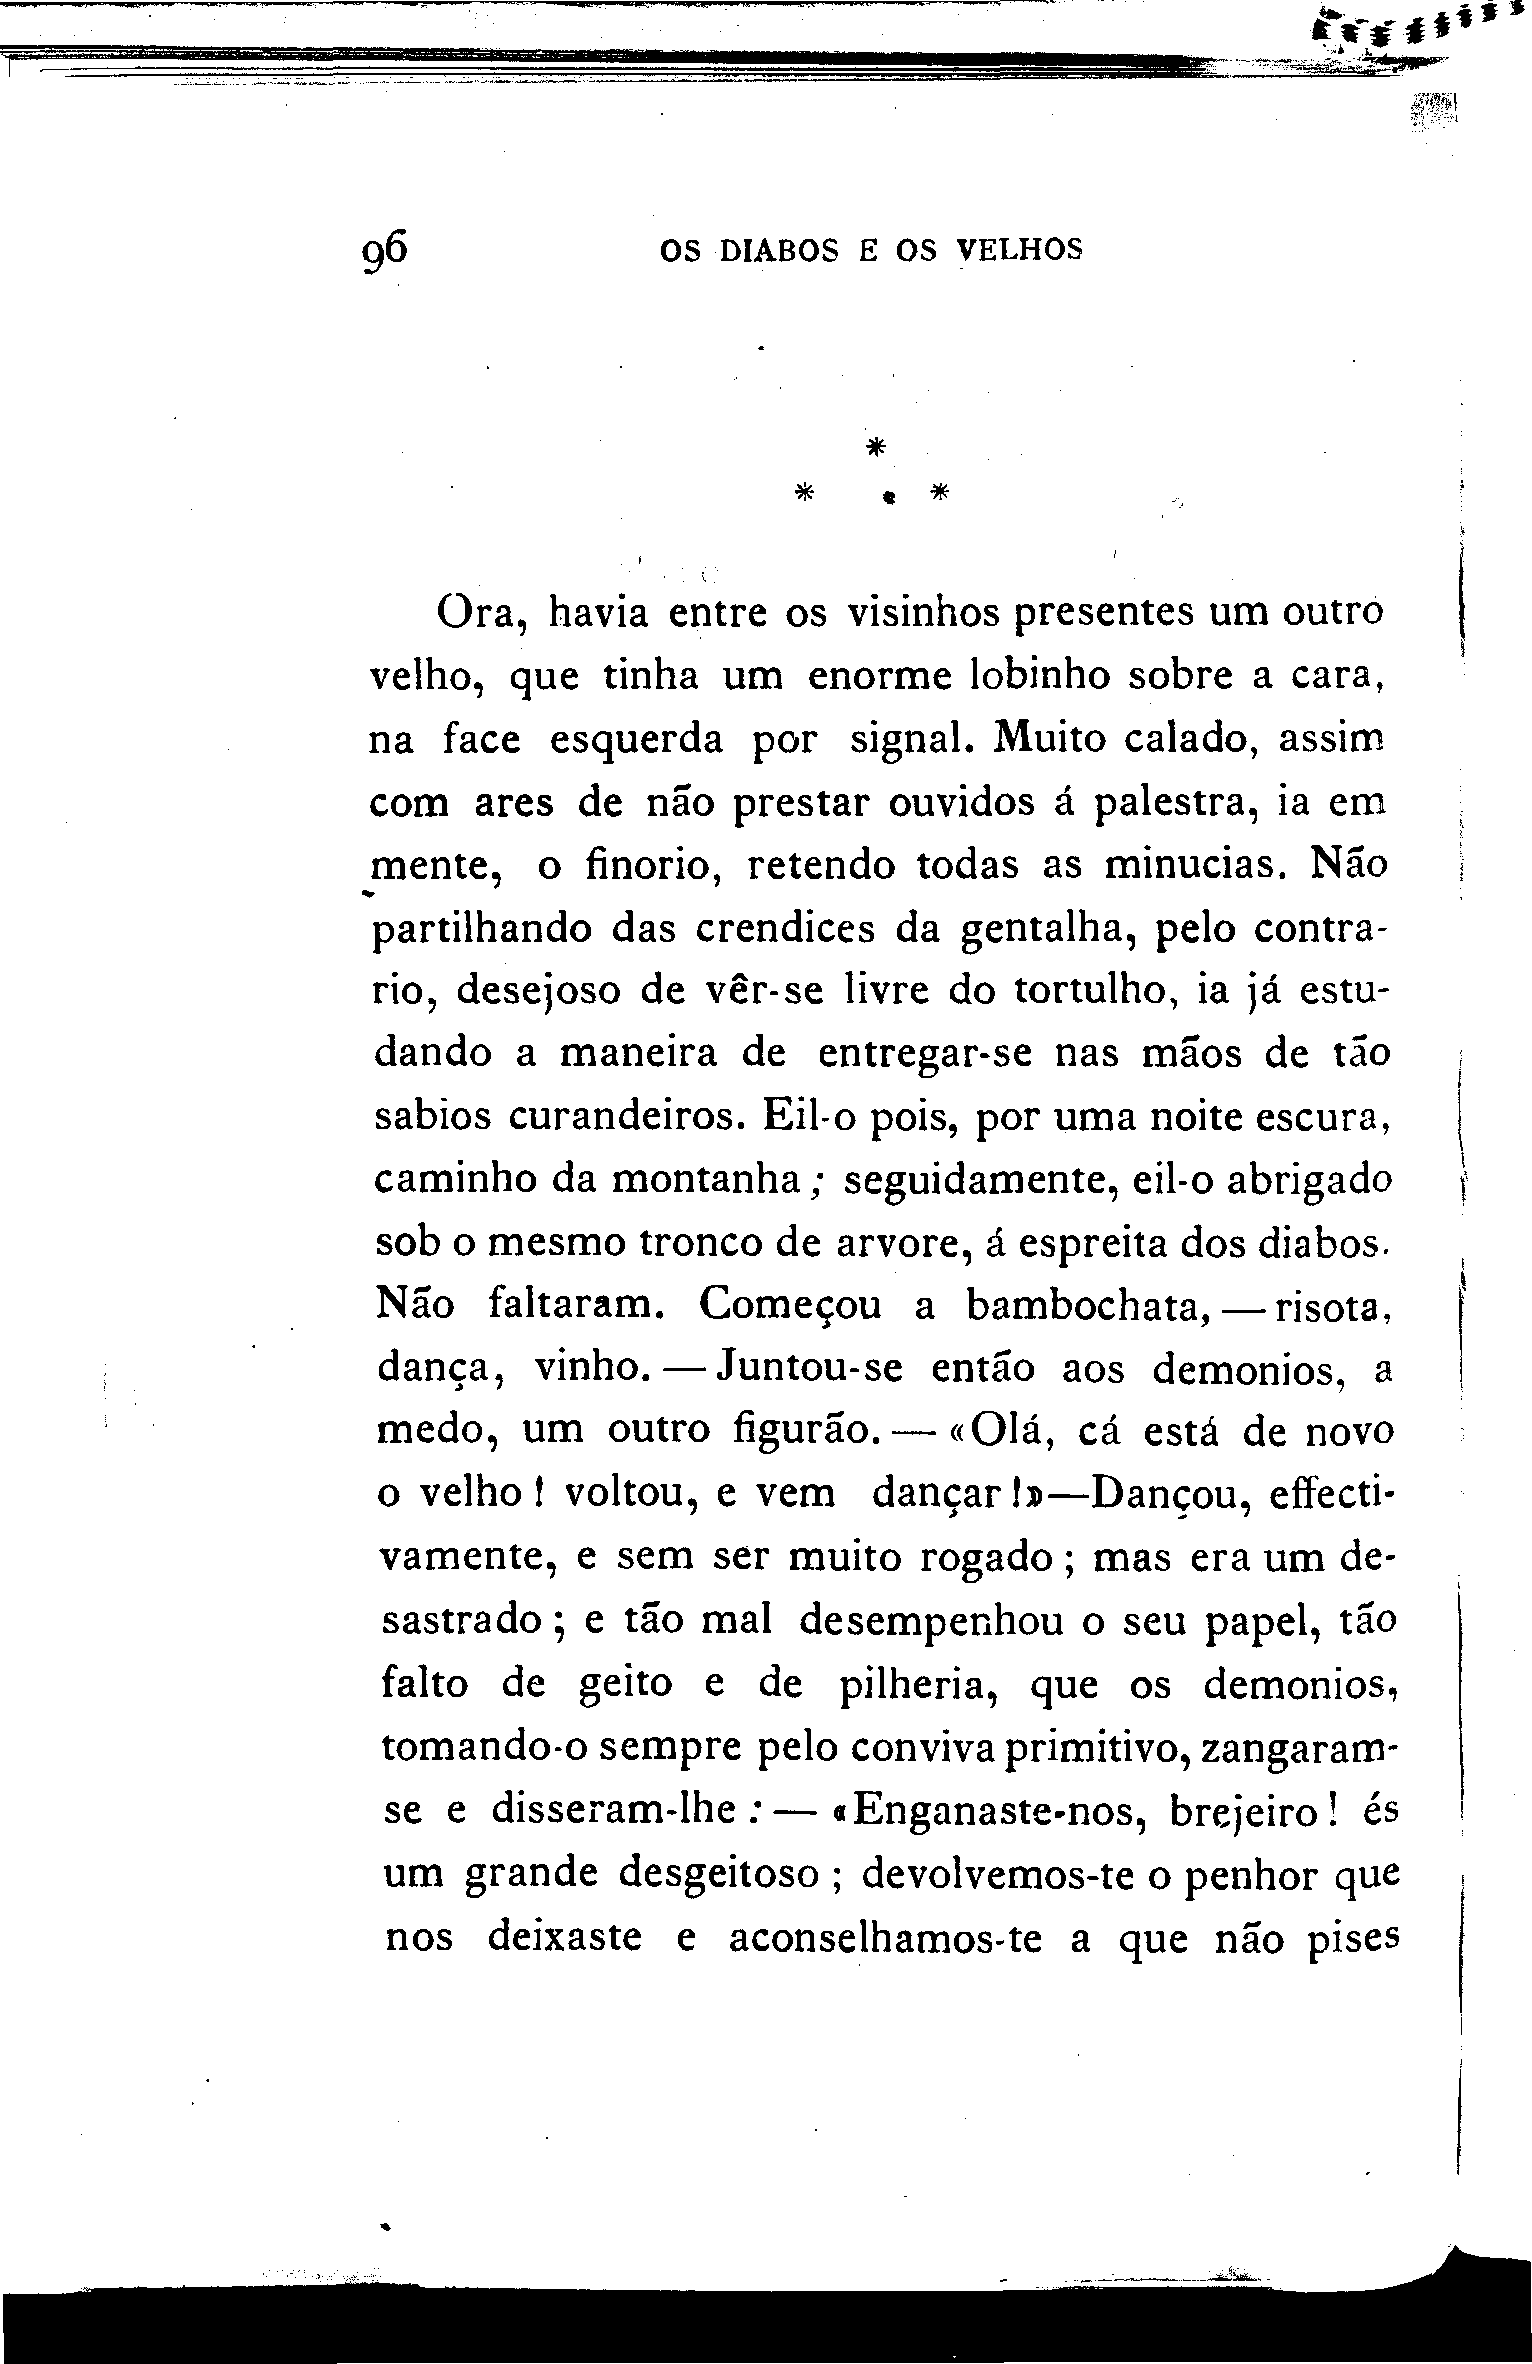 96 OS DIABOS E OS VELHOS
*
* *
Ora, havia entre os visinhos presentes um outro
velho, que tinha um enorme lobinho sobre a cara,
na face esquerda por signal. Muito calado, assim
com ares de não prestar ouvidos á palestra, ia em
mente, o finorio, retendo todas as minucias. Não
partilhando das crendices da gentalha, pelo contra-
rio, desejoso de vêr-se livre do tortulho, ia já estu-
dando a maneira de entregar-se nas mãos de tão
sabios curandeiros. Eil-o pois, por uma noite escura,
caminho da montanha; seguidamente, eil-o abrigado
sob o mesmo tronco de arvore, á espreita dos diabos.
Não faltaram. Começou a bambochata, — risota,
dança, vinho. — Juntou-se então aos demonios, a
medo, um outro figurão. — «Olá, cá está de novo
o velho! voltou, e vem dançar!»—Dançou, effecti-
vamente, e sem ser muito rogado; mas era um de-
sastrado; e tão mal desempenhou o seu papel, tão
falto de geito e de pilheria, que os demonios,
tomando-o sempre pelo conviva primitivo, zangaram-
se e disseram-lhe: — «Enganaste-nos, brejeiro! és
um grande desgeitoso; devolvemos-te o penhor que
nos deixaste e aconselhamos-te a que não pises